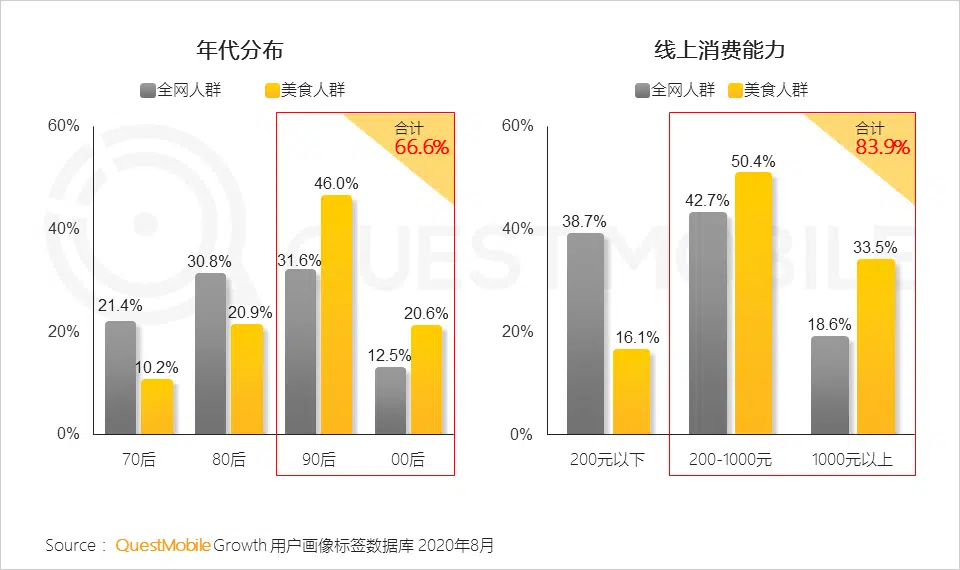 年代分布
全网人群 美食人群
60%
40%
20%
0%
合计
66.6%
21.4%
10.2%
30.8%
20.9%
31.6%
46.0%
12.5%
20.6%
70后 80后 90后 00后
线上消费能力
全网人群 美食人群
60%
40%
20%
0%
合计
83.9%
38.7%
16.1%
42.7%
50.4%
18.6%
33.5%
200元以下 200-1000元 1000元以上
QUESTMOBILE
Source ： QuestMobile Growth 用户画像标签数据库 2020年8月